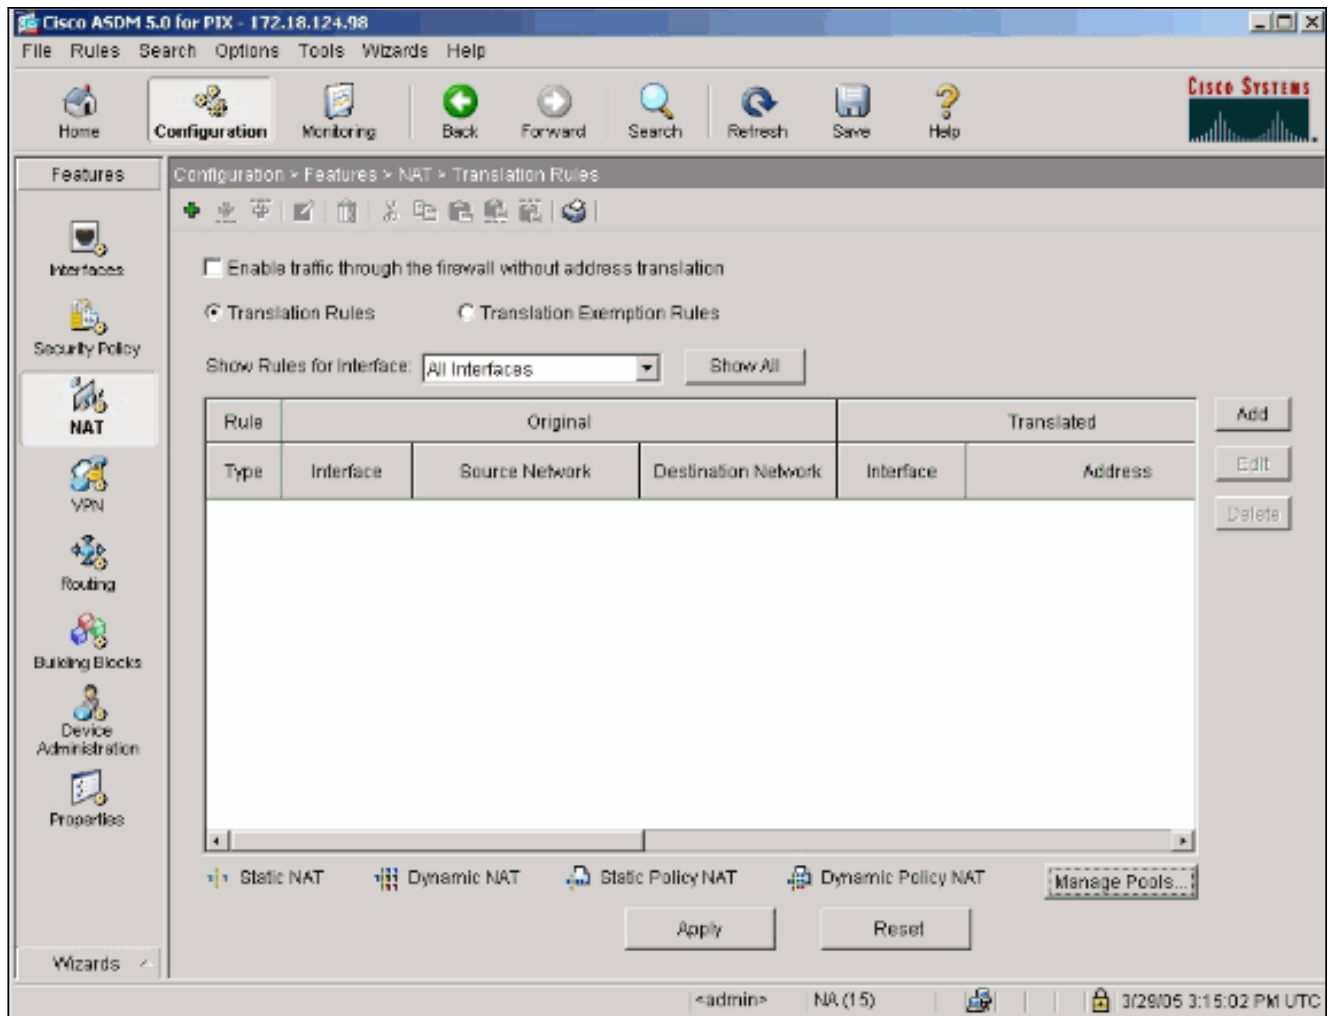 Cisco ASDM 5.0 for PIX - 172.18.124.98
File Rules Search Options Tools Wizards Help
Home Configuration Monitoring Back Forward Search Refresh Save Help
CISCO SYSTEMS
Features
Configuration > Features > NAT > Translation Rules
Interfaces
Security Policy
NAT
VPN
Routing
Building Blocks
Device
Administration
Properties
Wizards
Enable traffic through the firewall without address translation
Translation Rules Translation Exemption Rules
Show Rules for Interface: All Interfaces Show All
Rule Original Translated
Type Interface Source Network Destination Network Interface Address
Add
Edit
Delete
Static NAT Dynamic NAT Static Policy NAT Dynamic Policy NAT Manage Pools...
Apply Reset
<admin> NA (15) 3/29/05 3:15:02 PM UTC